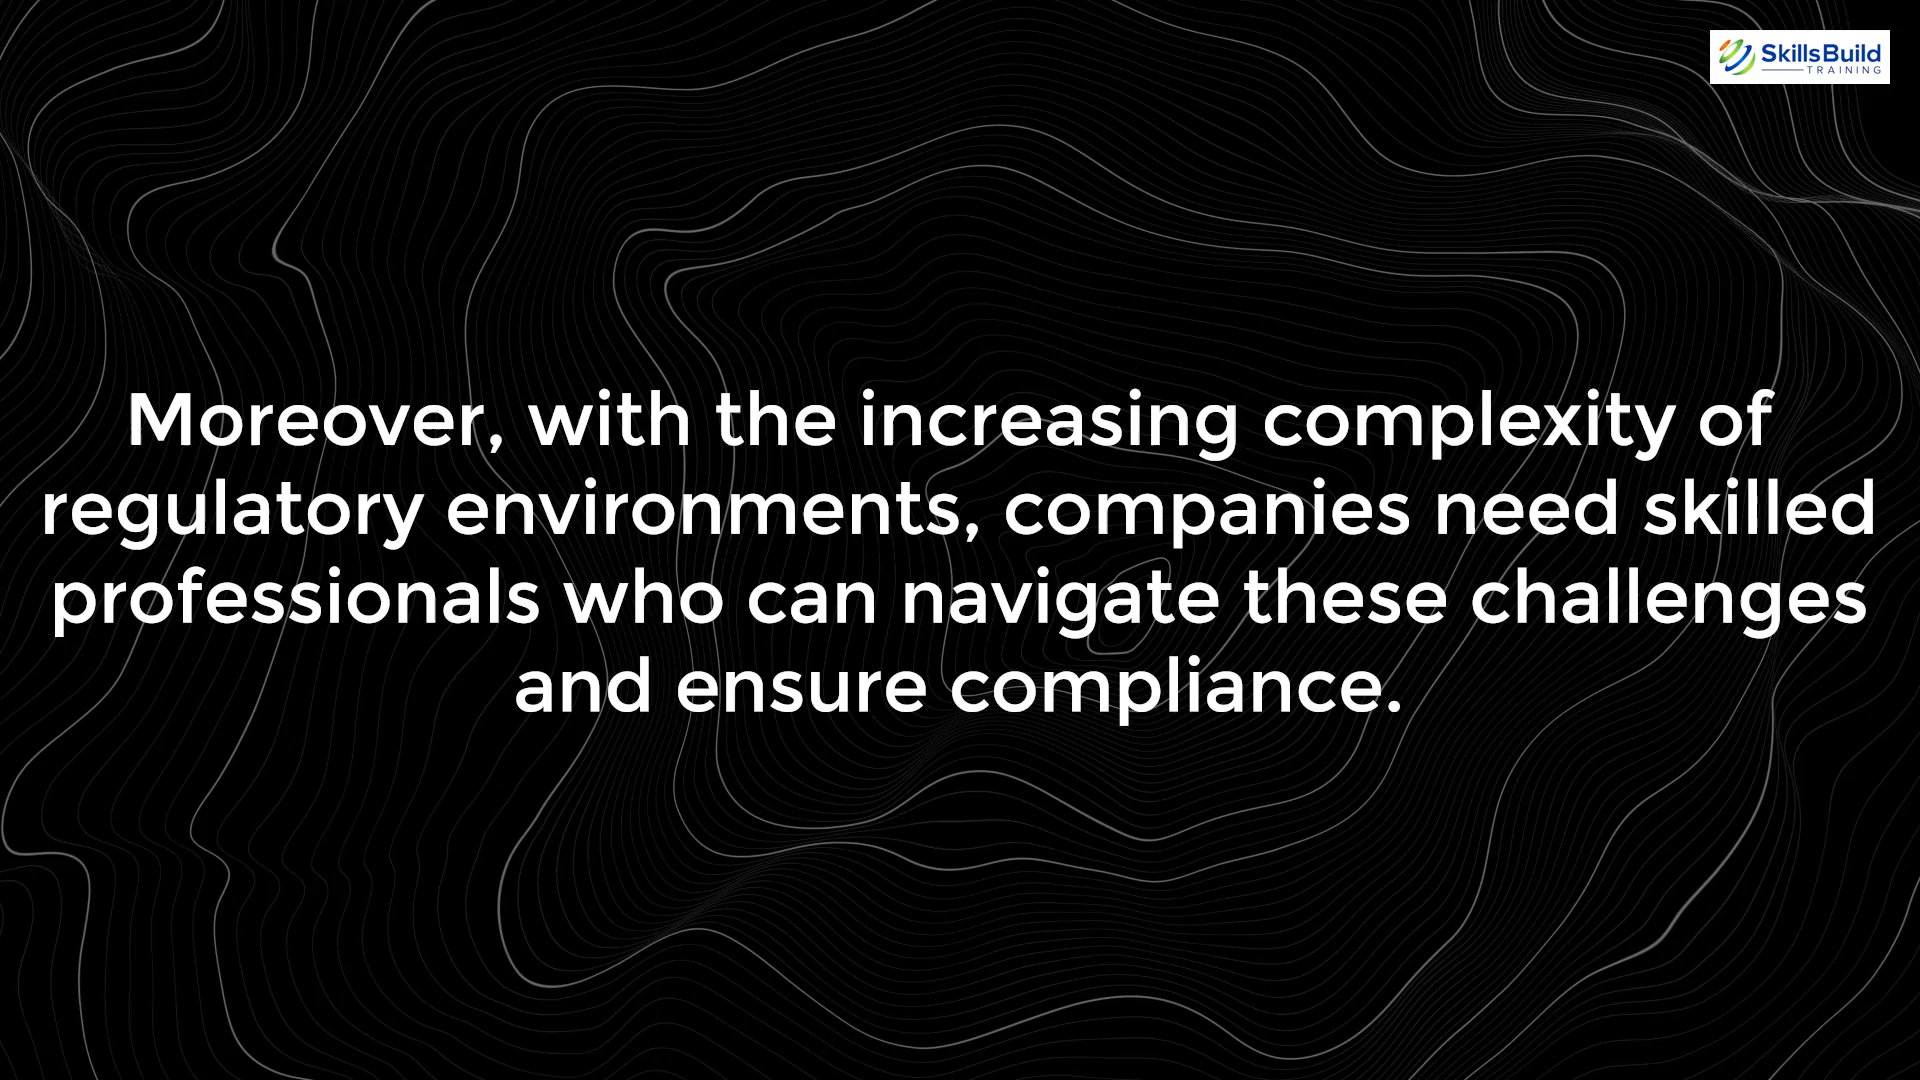 SkillsBuild
TRAINING
Moreover, with the increasing complexity of
regulatory environments, companies need skilled
professionals who can navigate these challenges
and ensure compliance.